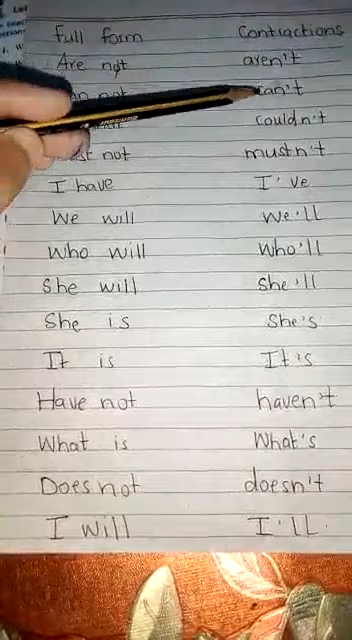 Full form Contractions
Are not aren't
can't
couldn't
not mustn't
I have I've
We will We'll
Who will Who'll
She will She'll
She is She's
It is It's
Have not haven't
What is What's
Does not doesn't
I will I'll